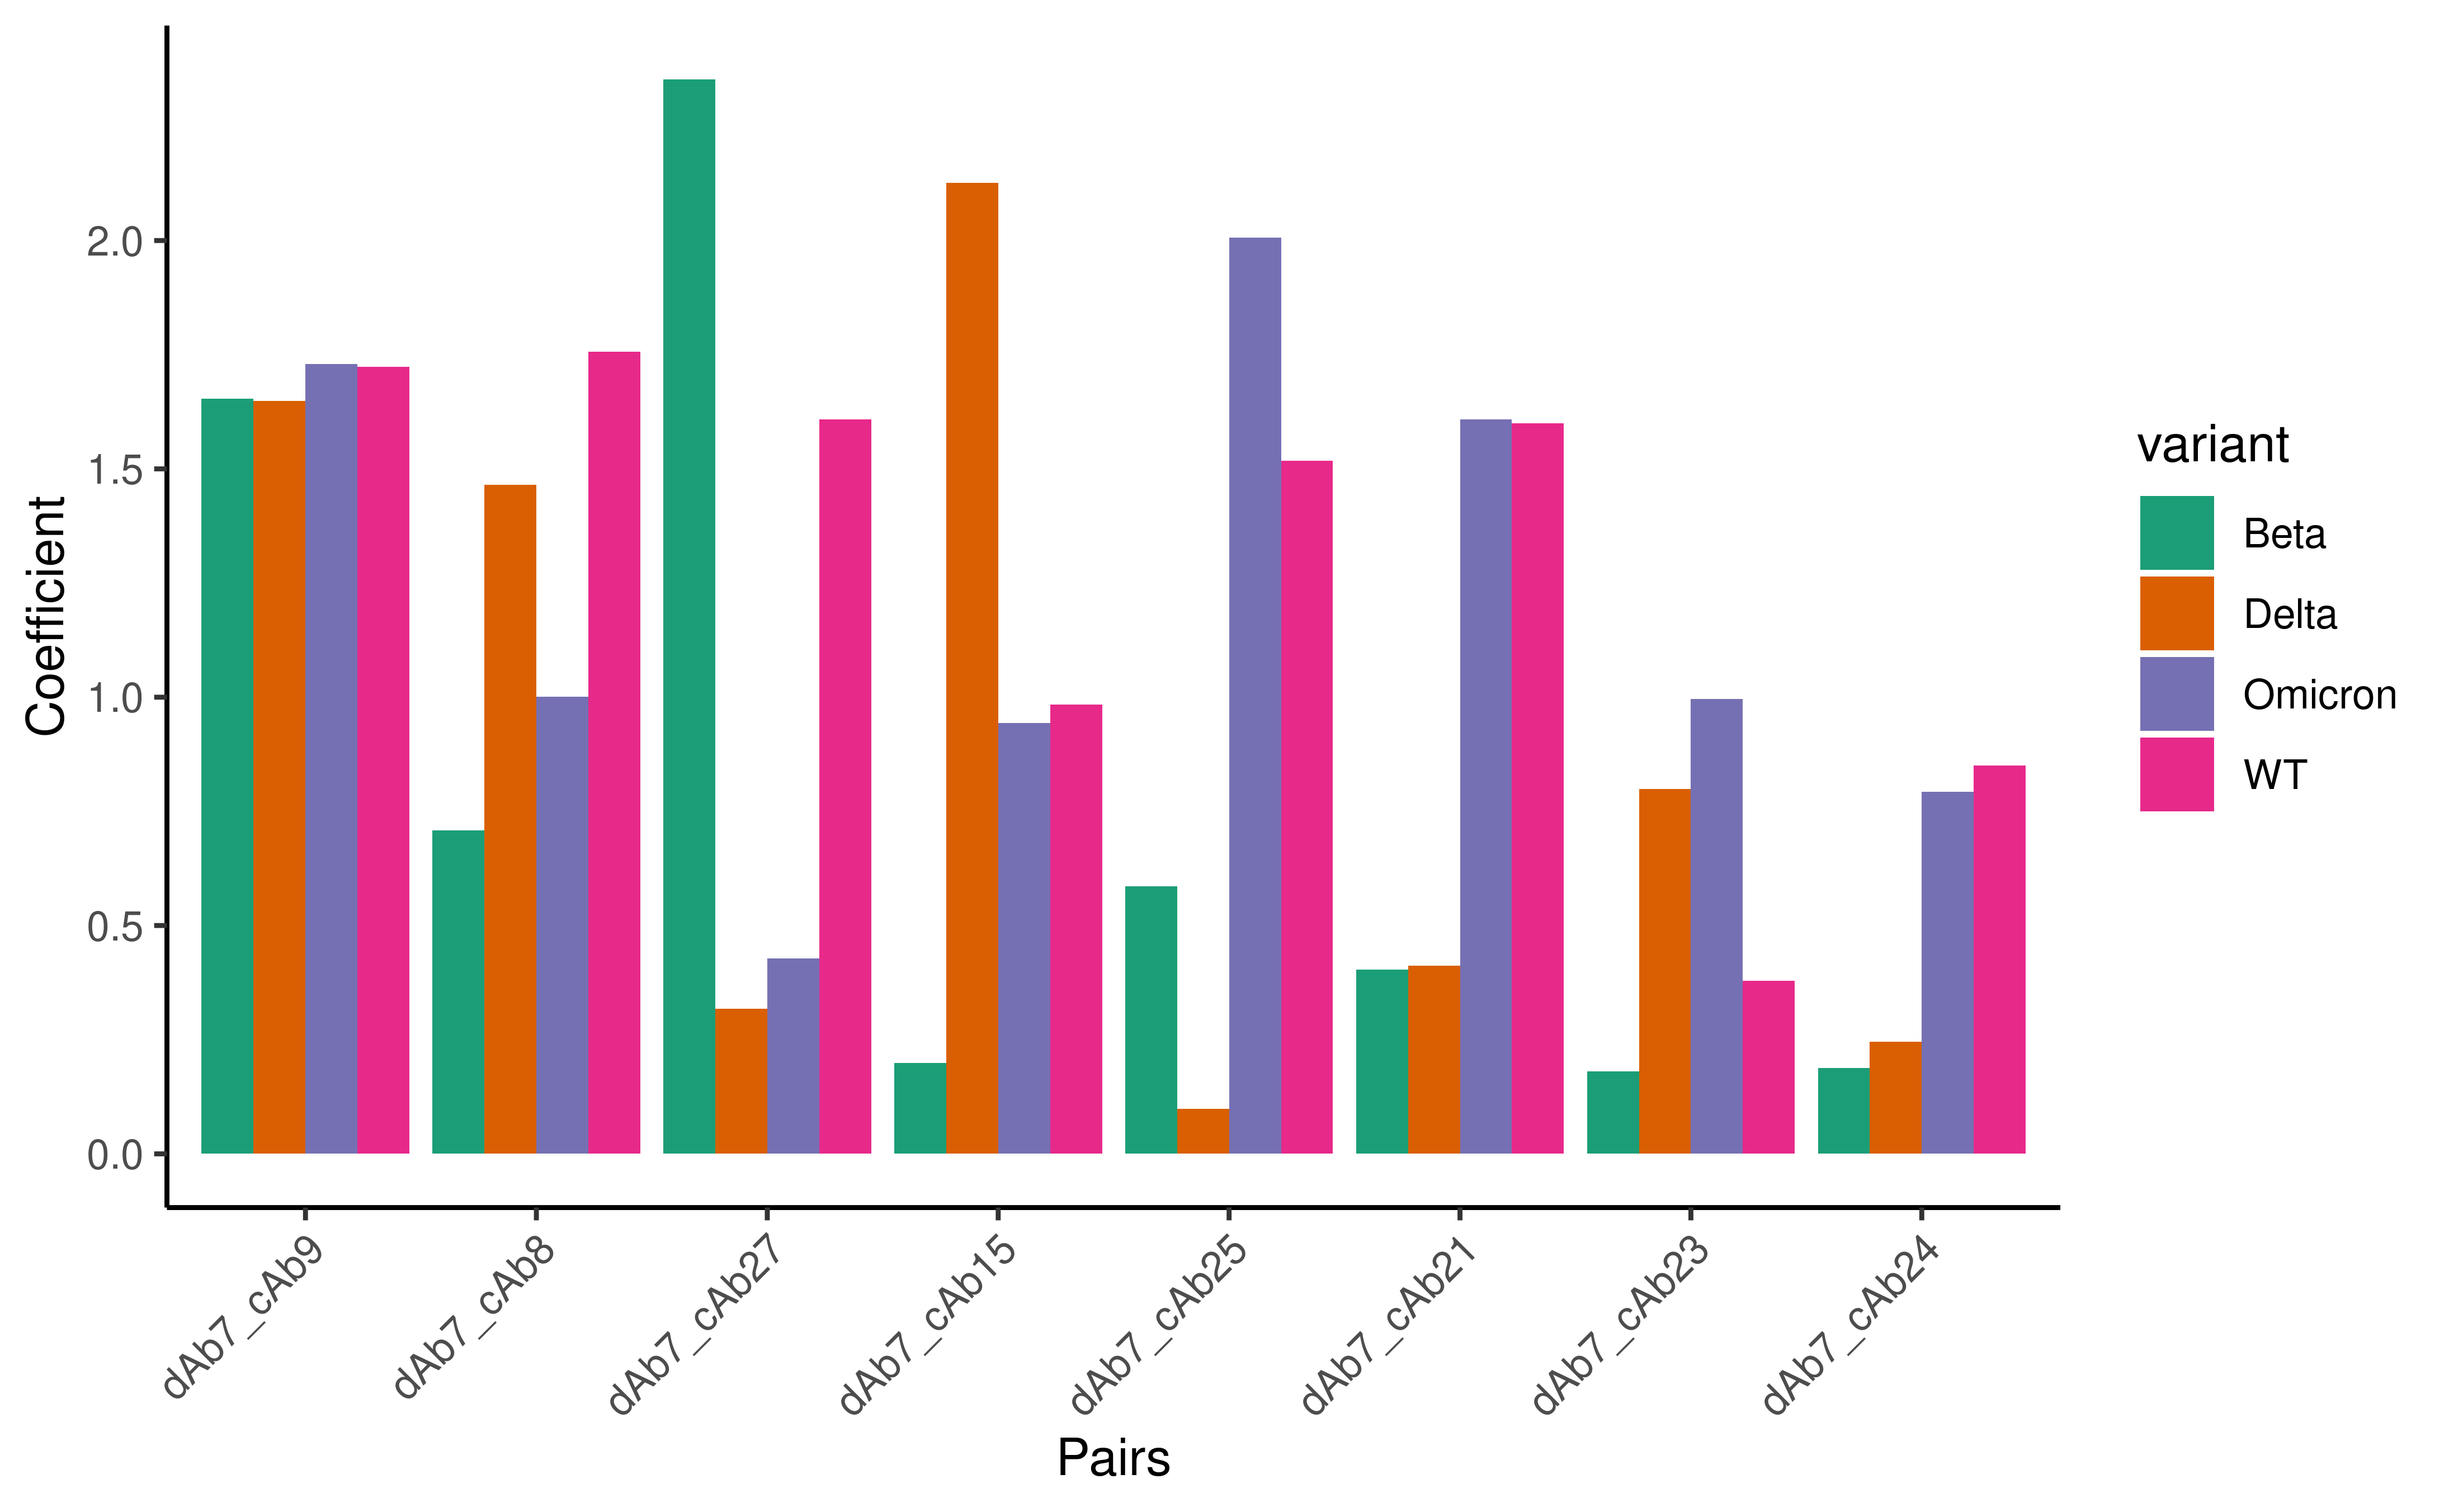 Coefficient
2.0
1.5
1.0
0.5
0.0
dAb7_cAb9
dAb7_cAb8
dAb7_cAb27
dAb7_cAb15
dAb7_cAb25
dAb7_cAb21
dAb7_cAb23
dAb7_cAb24
Pairs
variant
Beta
Delta
Omicron
WT